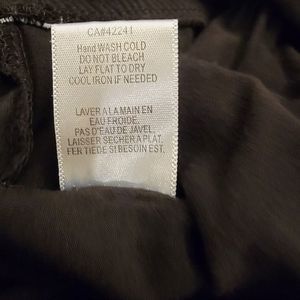 CA#42241
Hand WASH COLD
DO NOT BLEACH
LAY FLAT TO DRY
COOL IRON IF NEEDED
LAVER A LA MAIN EN
EAU FROIDE.
PAS D'EAU DE JAVEL.
LAISSER SECHER A PLAT.
FER TIEDE SI BESOIN EST.